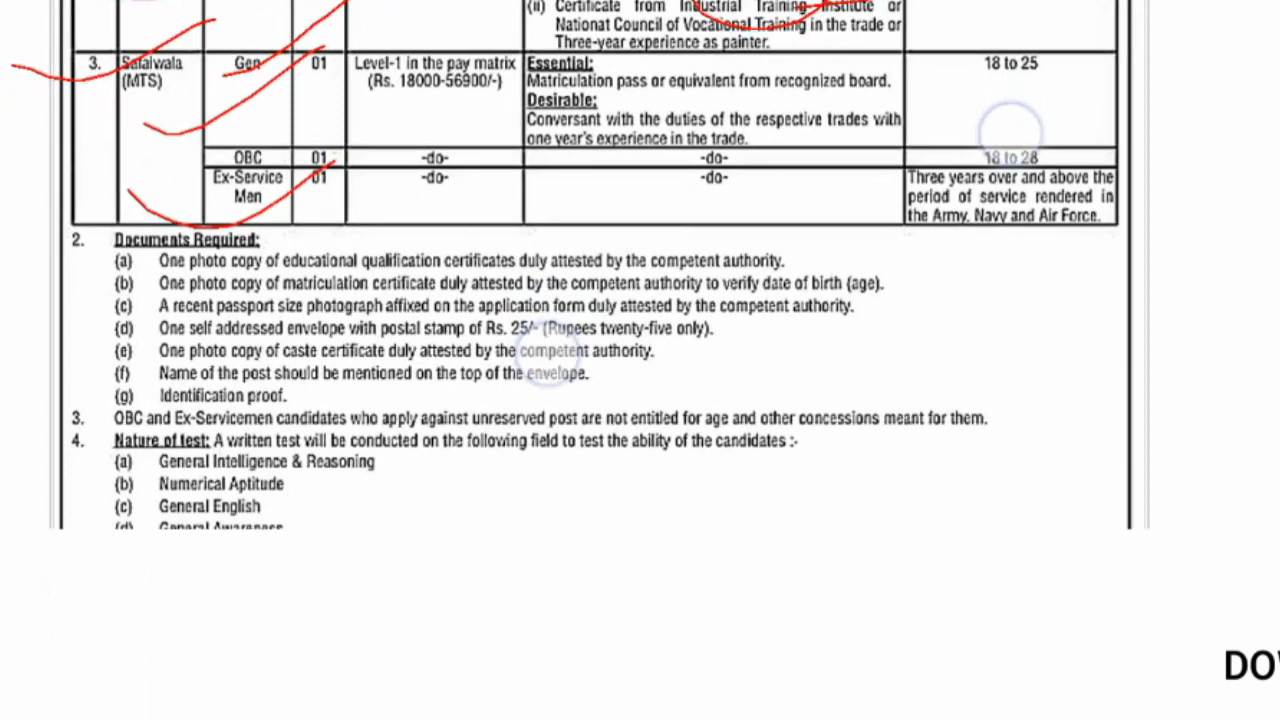 (ii) Certificate from Industrial Training Institute or
National Council of Vocational Training in the trade or
Three-year experience as painter.
3. Safaiwala Gen 01 Level-1 in the pay matrix Essential: 18 to 25
(MTS) (Rs. 18000-56900/-) Matriculation pass or equivalent from recognized board.
Desirable:
Conversant with the duties of the respective trades with
one year's experience in the trade.
OBC 01 -do- -do- 18 to 28
Ex-Service 01 -do- -do- Three years over and above the
Men period of service rendered in
the Army, Navy and Air Force.
2. Documents Required:
(a) One photo copy of educational qualification certificates duly attested by the competent authority.
(b) One photo copy of matriculation certificate duly attested by the competent authority to verify date of birth (age).
(c) A recent passport size photograph affixed on the application form duly attested by the competent authority.
(d) One self addressed envelope with postal stamp of Rs. 25/- (Rupees twenty-five only).
(e) One photo copy of caste certificate duly attested by the competent authority.
(f) Name of the post should be mentioned on the top of the envelope.
(g) Identification proof.
3. OBC and Ex-Servicemen candidates who apply against unreserved post are not entitled for age and other concessions meant for them.
4. Nature of test: A written test will be conducted on the following field to test the ability of the candidates :-
(a) General Intelligence & Reasoning
(b) Numerical Aptitude
(c) General English
(d) General Awareness
DO